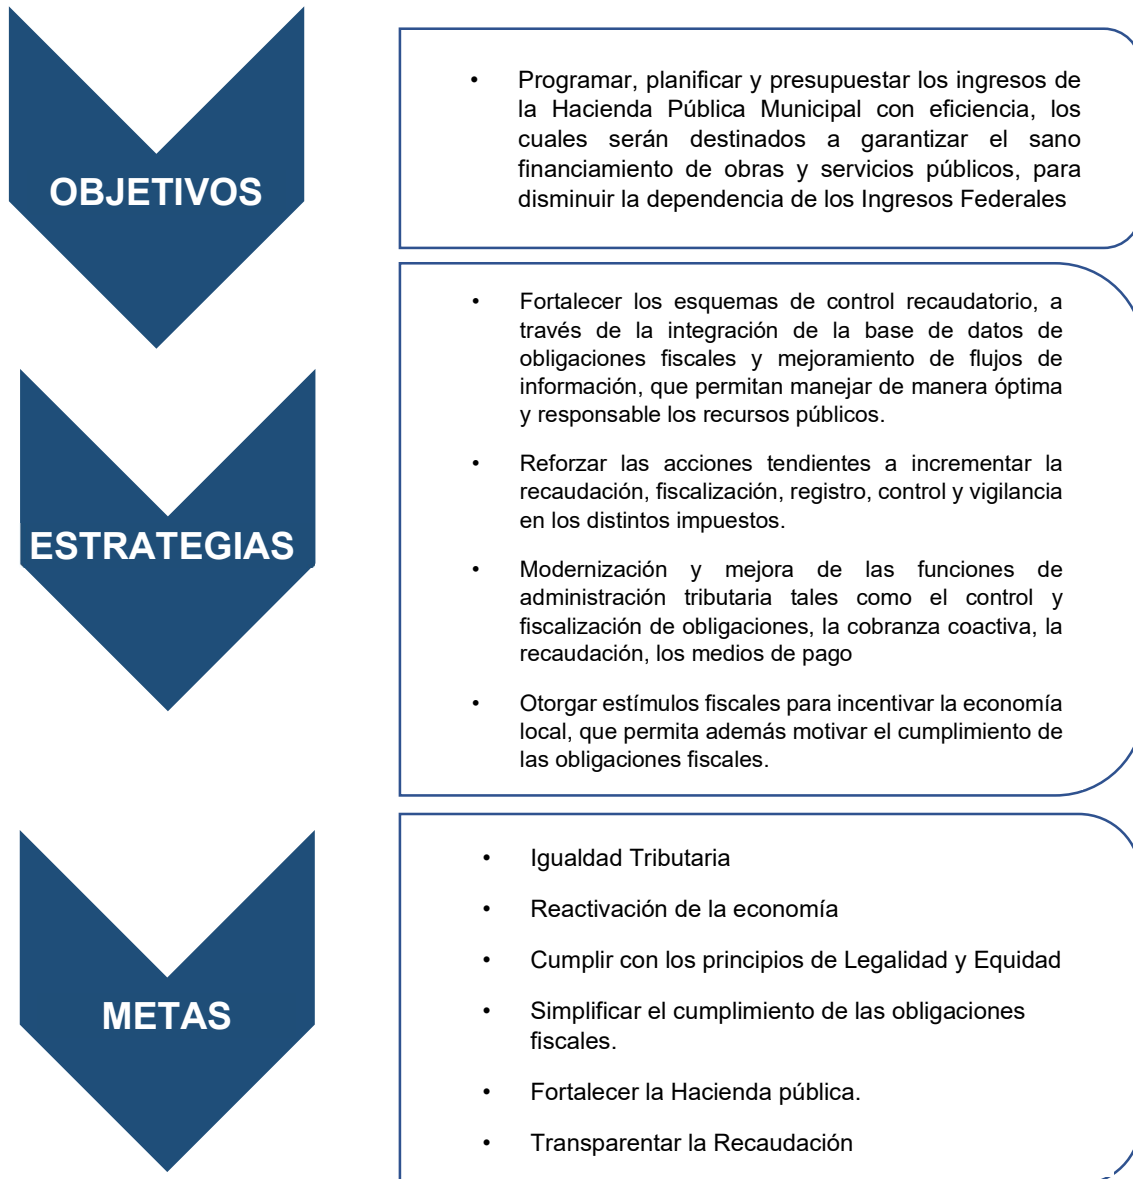 OBJETIVOS
• Programar, planificar y presupuestar los ingresos de
la Hacienda Pública Municipal con eficiencia, los
cuales serán destinados a garantizar el sano
financiamiento de obras y servicios públicos, para
disminuir la dependencia de los Ingresos Federales
ESTRATEGIAS
• Fortalecer los esquemas de control recaudatorio, a
través de la integración de la base de datos de
obligaciones fiscales y mejoramiento de flujos de
información, que permitan manejar de manera óptima
y responsable los recursos públicos.
• Reforzar las acciones tendientes a incrementar la
recaudación, fiscalización, registro, control y vigilancia
en los distintos impuestos.
• Modernización y mejora de las funciones de
administración tributaria tales como el control y
fiscalización de obligaciones, la cobranza coactiva, la
recaudación, los medios de pago
• Otorgar estímulos fiscales para incentivar la economía
local, que permita además motivar el cumplimiento de
las obligaciones fiscales.
METAS
• Igualdad Tributaria
• Reactivación de la economía
• Cumplir con los principios de Legalidad y Equidad
• Simplificar el cumplimiento de las obligaciones
fiscales.
• Fortalecer la Hacienda pública.
• Transparentar la Recaudación